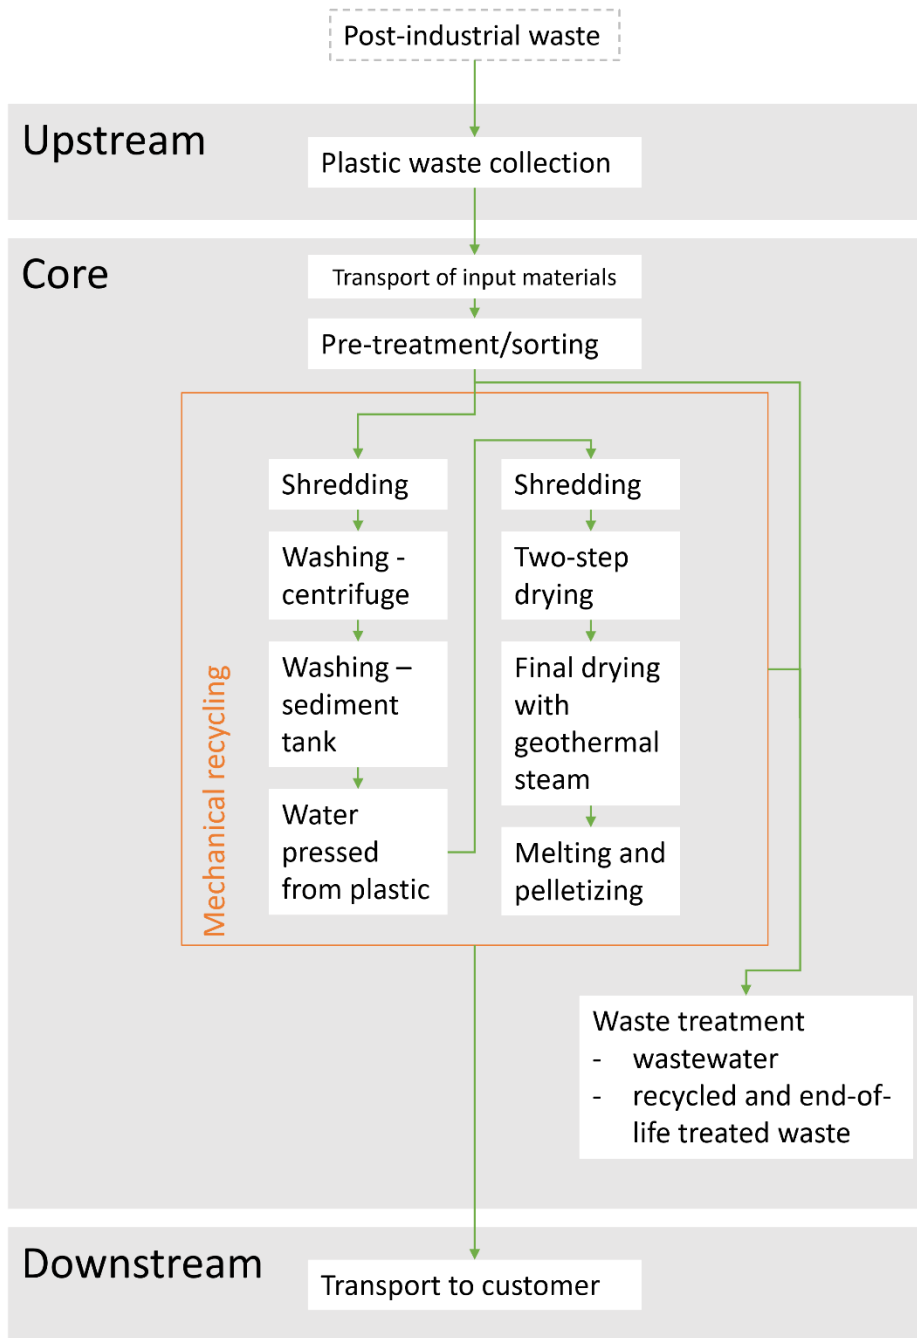 Post-industrial waste
Upstream
Plastic waste collection
Core
Transport of input materials
Pre-treatment/sorting
Mechanical recycling
Shredding
Washing -
centrifuge
Washing –
sediment
tank
Water
pressed
from plastic
Shredding
Two-step
drying
Final drying
with
geothermal
steam
Melting and
pelletizing
Waste treatment
- wastewater
- recycled and end-of-
life treated waste
Downstream
Transport to customer